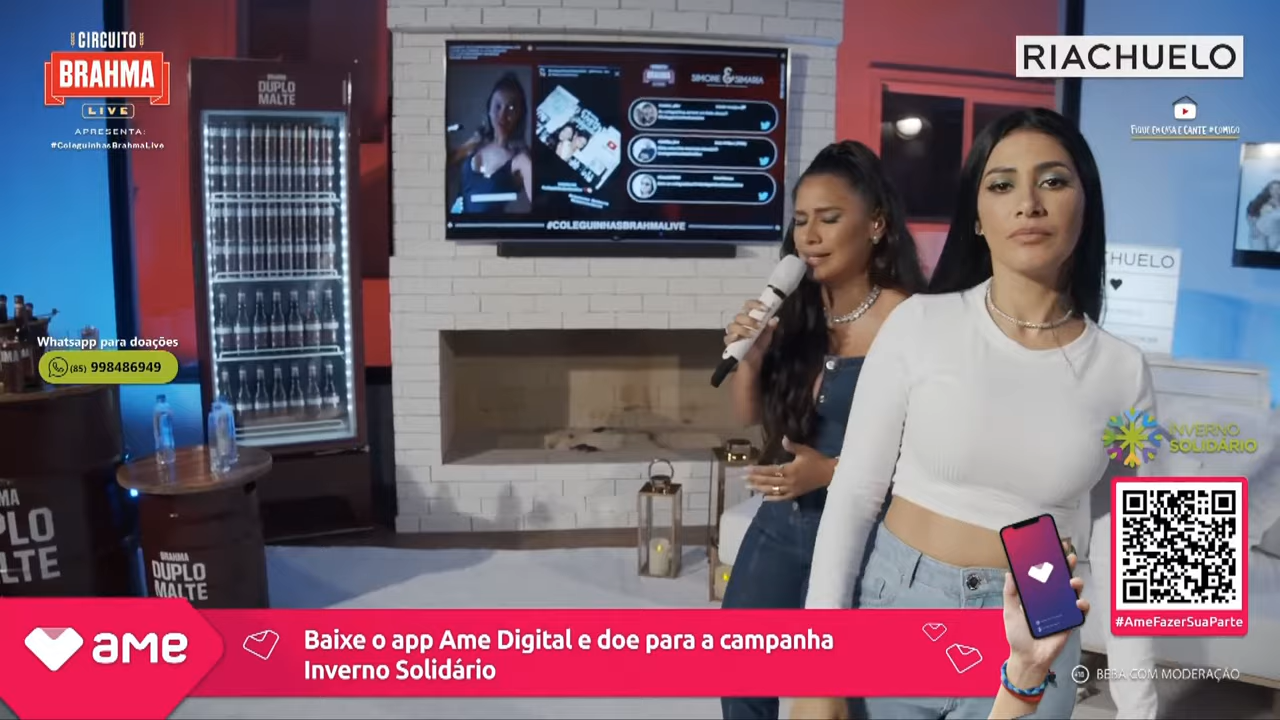 CIRCUITO
BRAHMA
LIVE
APRESENTA:
#ColeguinhasBrahmaLive
RIACHUELO
FIQUE EM CASA E CANTE #COMIGO
BRAHMA
DUPLO
MALTE
SIMONE & SIMARIA
#COLEGUINHASBRAHMALIVE
CHUELO
Whatsapp para doações
(85) 998486949
INVERNO
SOLIDÁRIO
MA
PLO
LTE
BRAHMA
DUPLO
MALTE
#AmeFazerSuaParte
ame
Baixe o app Ame Digital e doe para a campanha
Inverno Solidário
+18 BEBA COM MODERAÇÃO